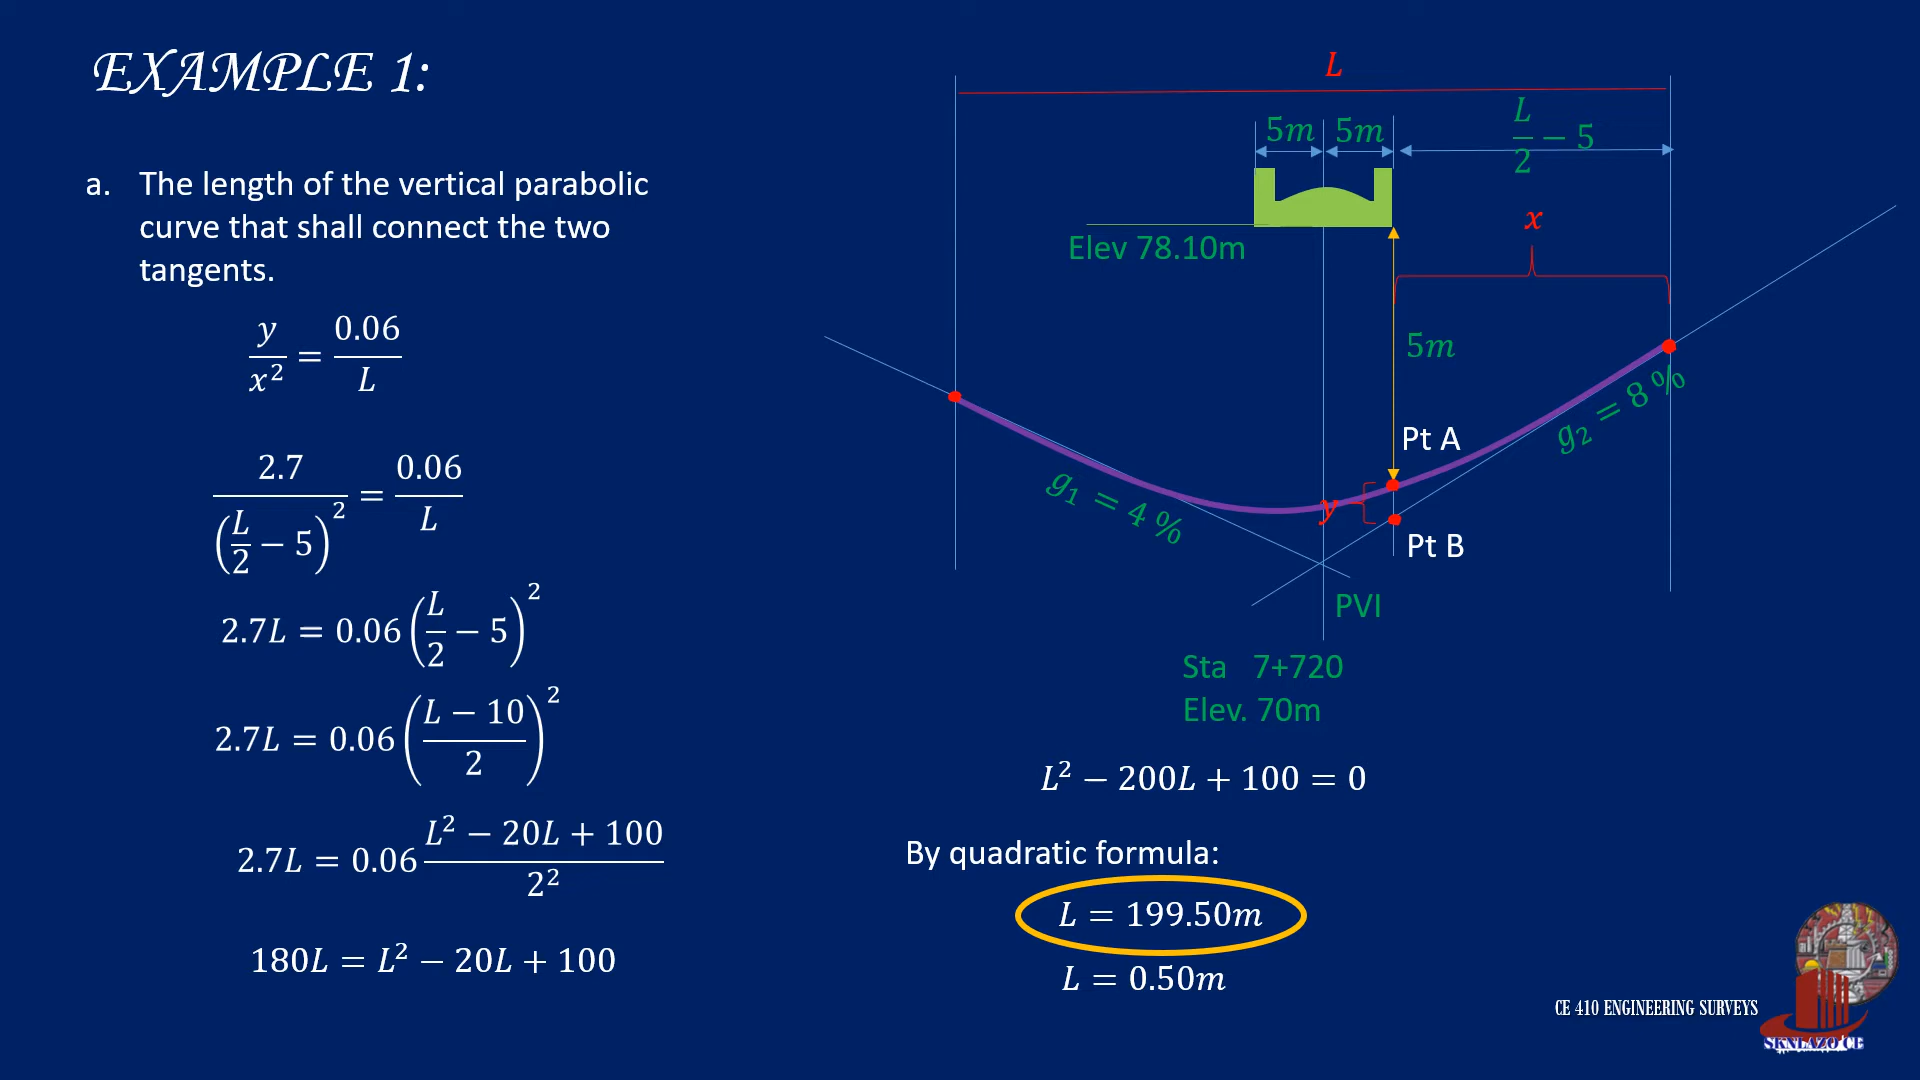 EXAMPLE 1:
a. The length of the vertical parabolic
curve that shall connect the two
tangents.
y/x² = 0.06/L
2.7/(L/2 − 5)² = 0.06/L
2.7L = 0.06(L/2 − 5)²
2.7L = 0.06((L − 10)/2)²
2.7L = 0.06 (L² − 20L + 100)/2²
180L = L² − 20L + 100
L
5m 5m L/2 − 5
x
Elev 78.10m
5m
Pt A
g₁ = 4 %
g₂ = 8 %
y
Pt B
PVI
Sta 7+720
Elev. 70m
L² − 200L + 100 = 0
By quadratic formula:
L = 199.50m
L = 0.50m
CE 410 ENGINEERING SURVEYS
SKNLAZO CE